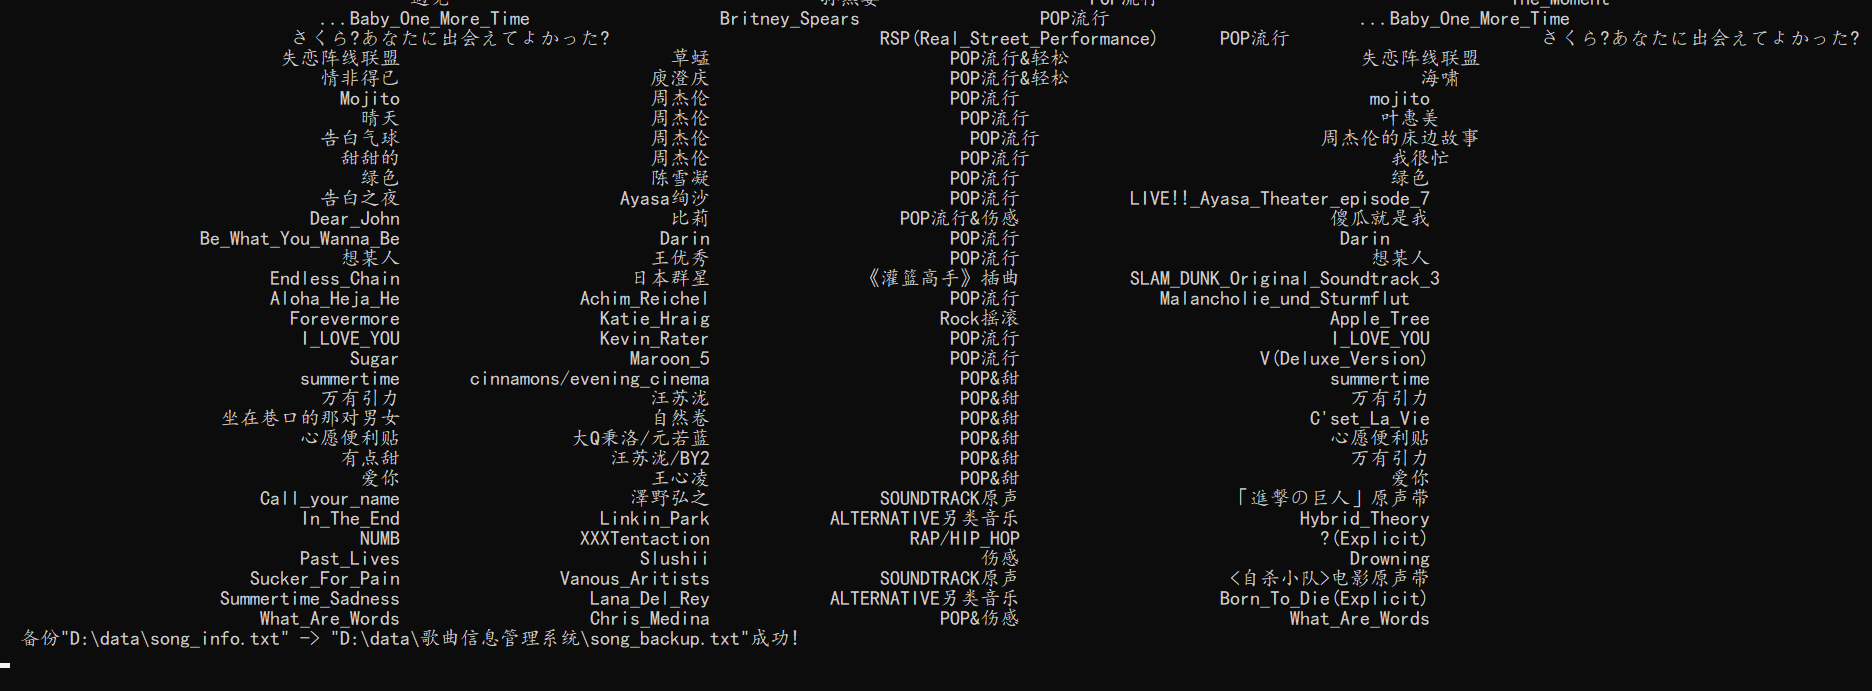 ...Baby_One_More_Time Britney_Spears POP流行 ...Baby_One_More_Time
さくら?あなたに出会えてよかった? RSP(Real_Street_Performance) POP流行 さくら?あなたに出会えてよかった?
失恋阵线联盟 草蜢 POP流行&轻松 失恋阵线联盟
情非得已 庾澄庆 POP流行&轻松 海啸
Mojito 周杰伦 POP流行 mojito
晴天 周杰伦 POP流行 叶惠美
告白气球 周杰伦 POP流行 周杰伦的床边故事
甜甜的 周杰伦 POP流行 我很忙
绿色 陈雪凝 POP流行 绿色
告白之夜 Ayasa绚沙 POP流行 LIVE!!_Ayasa_Theater_episode_7
Dear_John 比莉 POP流行&伤感 傻瓜就是我
Be_What_You_Wanna_Be Darin POP流行 Darin
想某人 王优秀 POP流行 想某人
Endless_Chain 日本群星 《灌篮高手》插曲 SLAM_DUNK_Original_Soundtrack_3
Aloha_Heja_He Achim_Reichel POP流行 Malancholie_und_Sturmflut
Forevermore Katie_Hraig Rock摇滚 Apple_Tree
I_LOVE_YOU Kevin_Rater POP流行 I_LOVE_YOU
Sugar Maroon_5 POP流行 V(Deluxe_Version)
summertime cinnamons/evening_cinema POP&甜 summertime
万有引力 汪苏泷 POP&甜 万有引力
坐在巷口的那对男女 自然卷 POP&甜 C'set_La_Vie
心愿便利贴 大Q秉洛/元若蓝 POP&甜 心愿便利贴
有点甜 汪苏泷/BY2 POP&甜 万有引力
爱你 王心凌 POP&甜 爱你
Call_your_name 澤野弘之 SOUNDTRACK原声 「進撃の巨人」原声带
In_The_End Linkin_Park ALTERNATIVE另类音乐 Hybrid_Theory
NUMB XXXTentaction RAP/HIP_HOP ?(Explicit)
Past_Lives Slushii 伤感 Drowning
Sucker_For_Pain Vanous_Aritists SOUNDTRACK原声 <自杀小队>电影原声带
Summertime_Sadness Lana_Del_Rey ALTERNATIVE另类音乐 Born_To_Die(Explicit)
What_Are_Words Chris_Medina POP&伤感 What_Are_Words
备份"D:\data\song_info.txt" -> "D:\data\歌曲信息管理系统\song_backup.txt"成功!